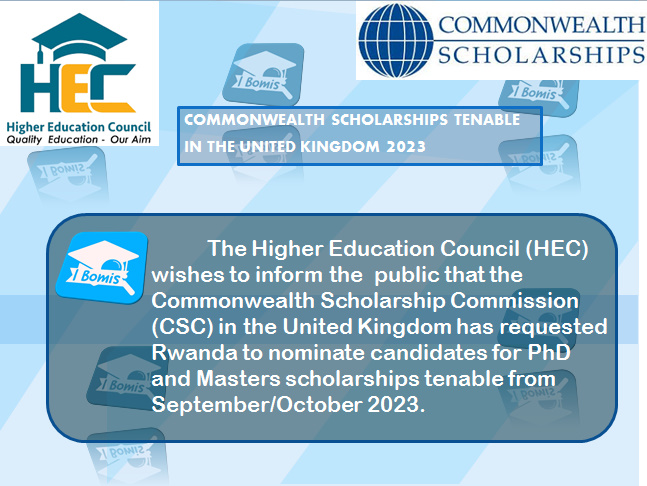 HEC
Higher Education Council
Quality Education - Our Aim
COMMONWEALTH
SCHOLARSHIPS
I Bomis
COMMONWEALTH SCHOLARSHIPS TENABLE
IN THE UNITED KINGDOM 2023
I Bomis
The Higher Education Council (HEC)
wishes to inform the public that the
Commonwealth Scholarship Commission
(CSC) in the United Kingdom has requested
Rwanda to nominate candidates for PhD
and Masters scholarships tenable from
September/October 2023.
I Bomis